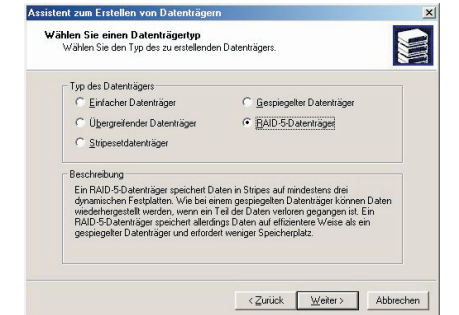 Assistent zum Erstellen von Datenträgern
Wählen Sie einen Datenträgertyp
Wählen Sie den Typ des zu erstellenden Datenträgers.
Typ des Datenträgers
Einfacher Datenträger
Gespiegelter Datenträger
Übergreifender Datenträger
RAID-5-Datenträger
Stripesetdatenträger
Beschreibung
Ein RAID-5-Datenträger speichert Daten in Stripes auf mindestens drei
dynamischen Festplatten. Wie bei einem gespiegelten Datenträger können Daten
wiederhergestellt werden, wenn ein Teil der Daten verloren gegangen ist. Ein
RAID-5-Datenträger speichert allerdings Daten auf effizientere Weise als ein
gespiegelter Datenträger und erfordert weniger Speicherplatz.
< Zurück Weiter > Abbrechen